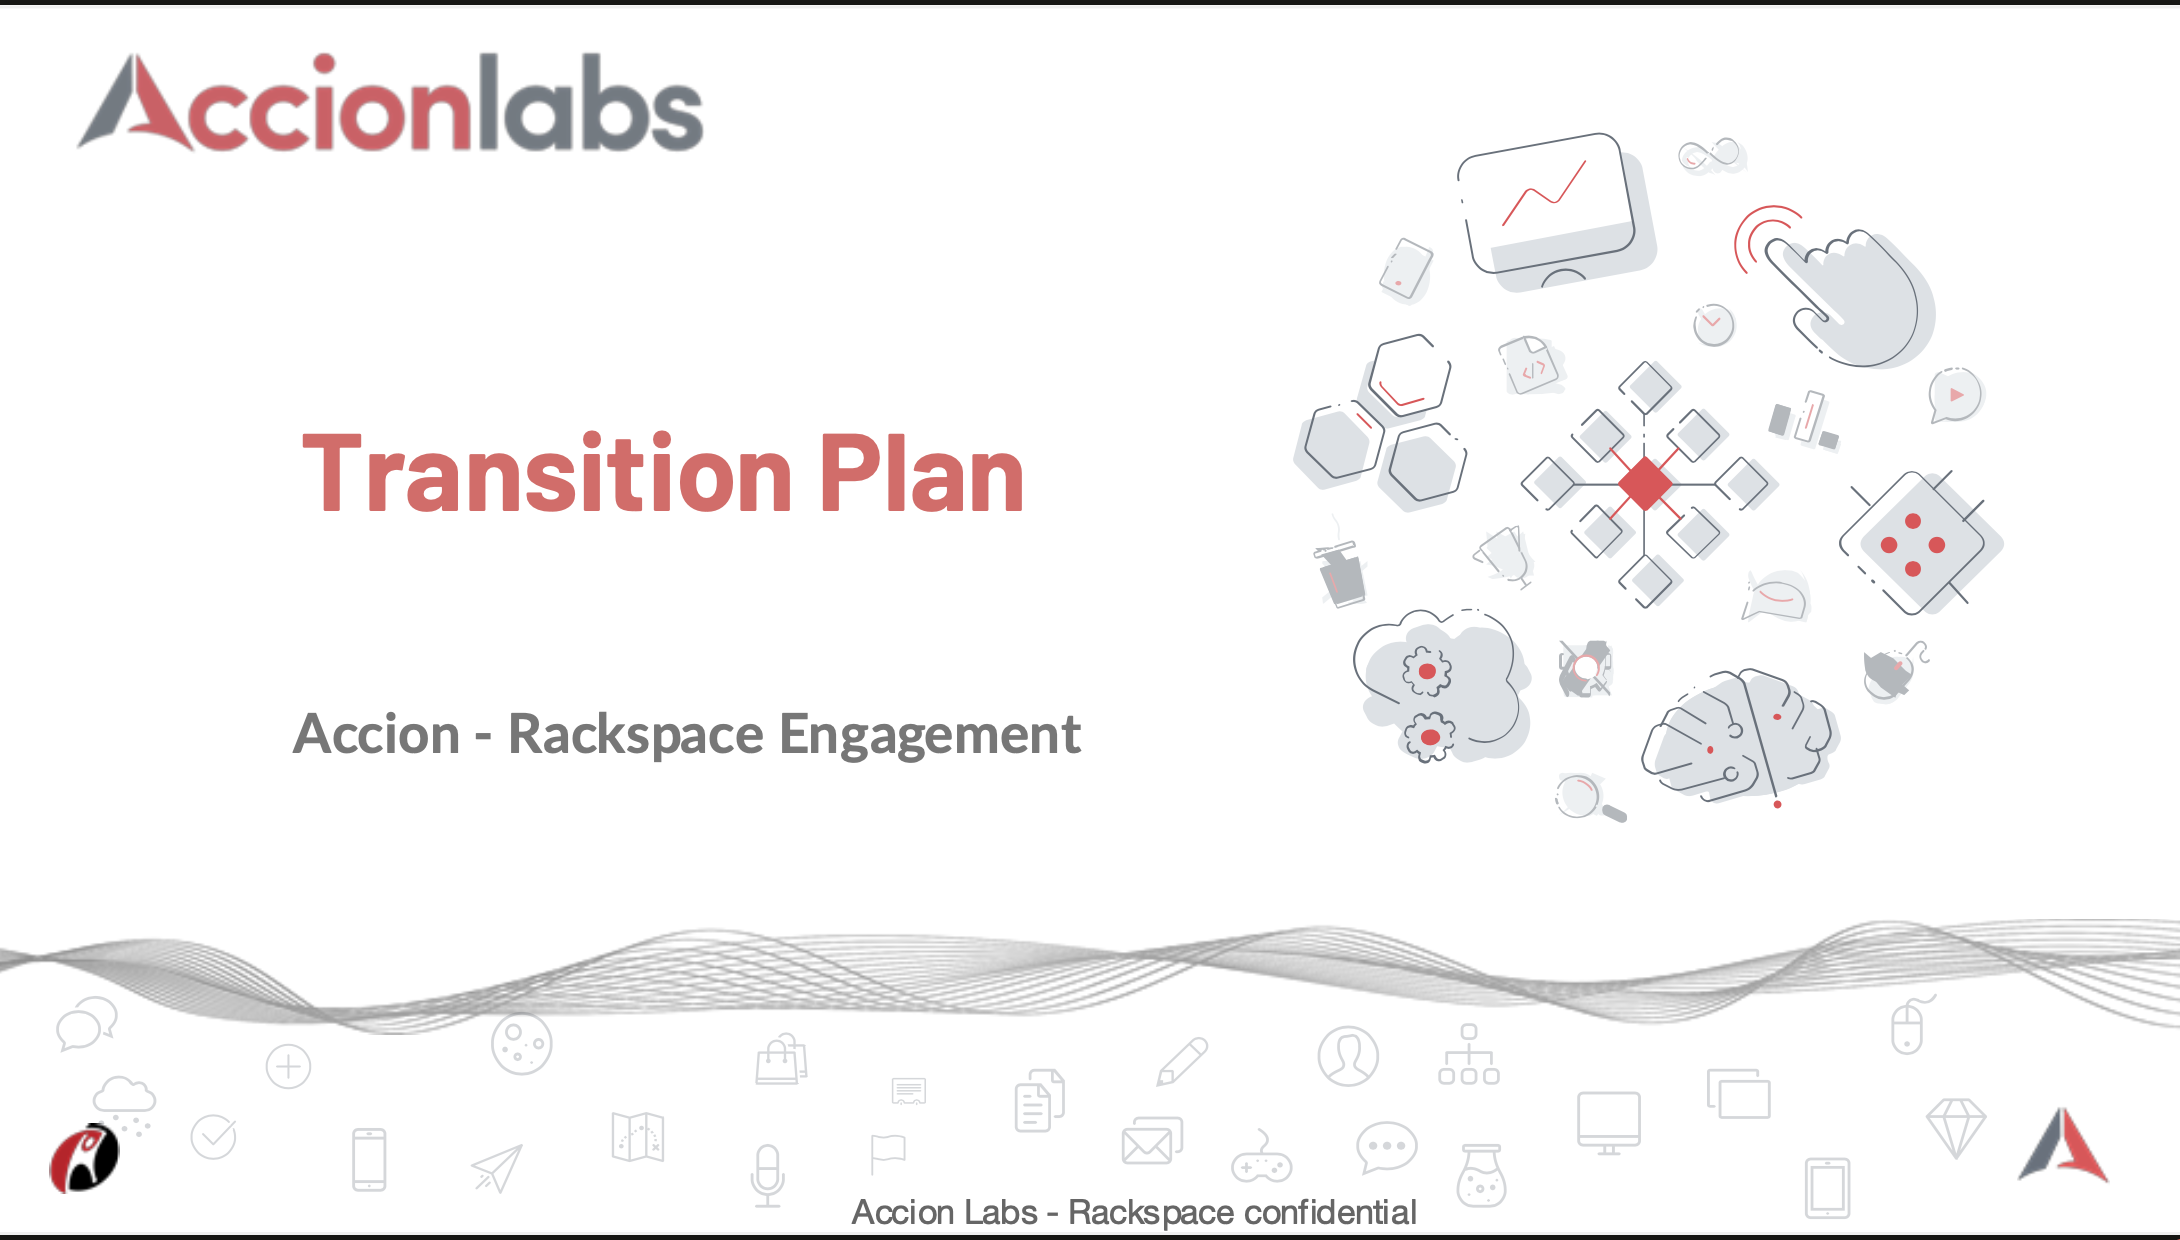 Accionlabs
Transition Plan
Accion - Rackspace Engagement
Accion Labs - Rackspace confidential